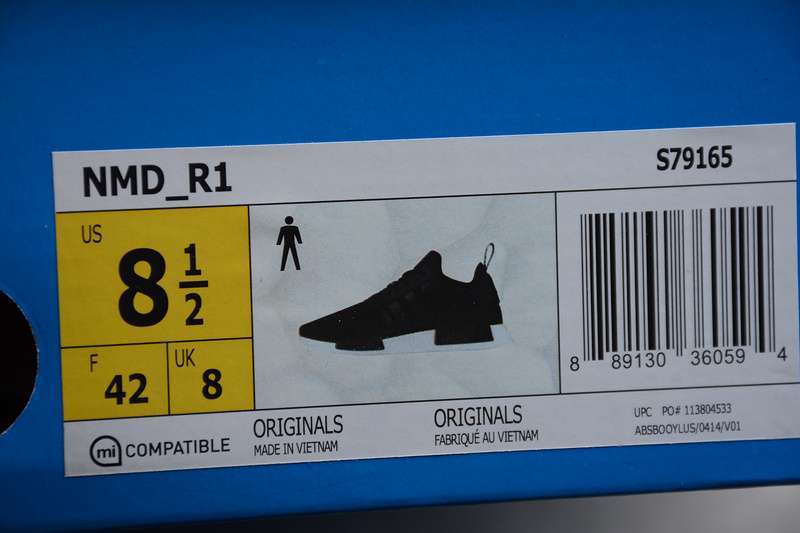 NMD_R1
S79165
US
8 1/2
F
42
UK
8
mi COMPATIBLE
ORIGINALS
MADE IN VIETNAM
ORIGINALS
FABRIQUÉ AU VIETNAM
8 89130 36059 4
UPC PO# 113804533
ABSBOOYLUS/0414/V01